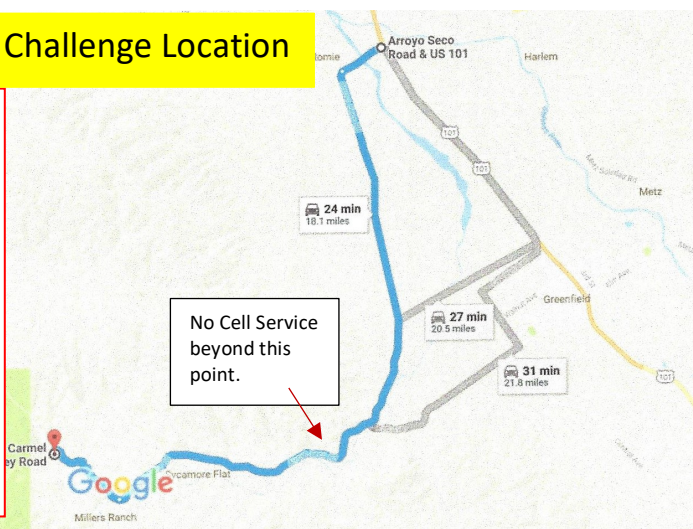 Challenge Location
Arroyo Seco
Road & US 101
omie
Harlem
101
101
Metz
24 min
18.1 miles
Greenfield
27 min
20.5 miles
No Cell Service
beyond this
point.
31 min
21.8 miles
101
Carmel
ey Road
Sycamore Flat
Google
Millers Ranch